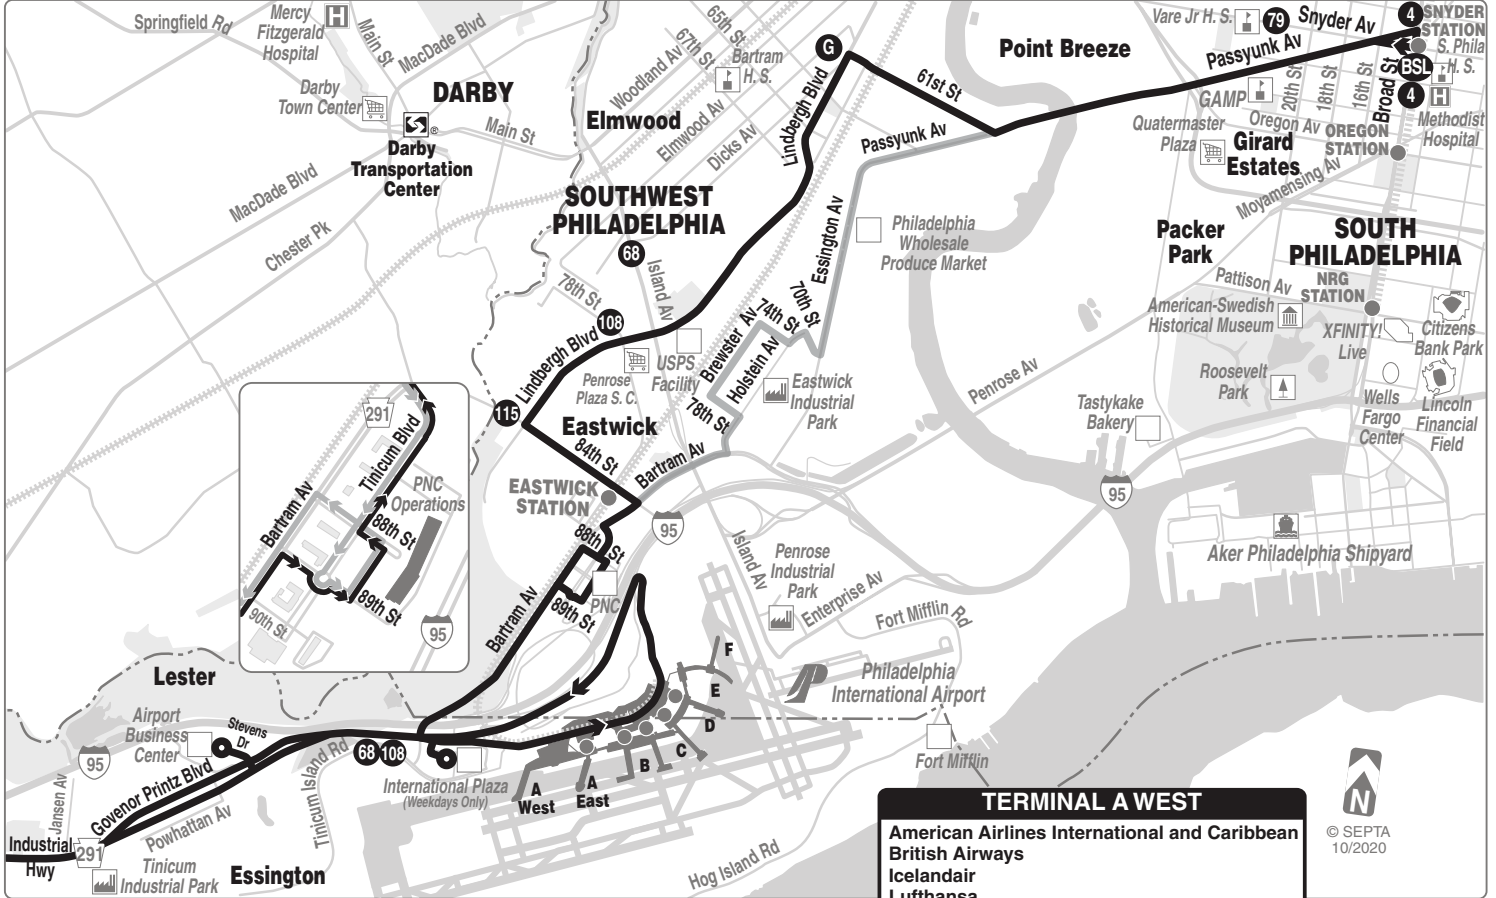 Springfield Rd
Mercy
Fitzgerald
Hospital
H
Main St
MacDade Blvd
DARBY
Darby
Town Center
®
Main St
Darby
Transportation
Center
MacDade Blvd
Chester Pk
65th St
67th St
Woodland Av
Bartram
H. S.
Elmwood
Elmwood Av
Dicks Av
SOUTHWEST
PHILADELPHIA
68
Island Av
78th St
108
Lindbergh Blvd
G
Lindbergh Blvd
61st St
Point Breeze
Passyunk Av
Essington Av
Philadelphia
Wholesale
Produce Market
70th St
74th St
Brewster Av
Holstein Av
78th St
Vare Jr H. S.
79
Snyder Av
Passyunk Av
4
SNYDER
STATION
S. Phila
H. S.
BSL
4
H
Methodist
Hospital
Broad St
16th St
18th St
20th St
GAMP
Oregon Av
OREGON
STATION
Quatermaster
Plaza
Girard
Estates
Moyamensing Av
Packer
Park
SOUTH
PHILADELPHIA
Pattison Av
NRG
STATION
American-Swedish
Historical Museum
XFINITY!
Live
Citizens
Bank Park
Roosevelt
Park
Wells
Fargo
Center
Lincoln
Financial
Field
Penrose Av
Tastykake
Bakery
95
Aker Philadelphia Shipyard
USPS
Facility
Penrose
Plaza S. C.
Eastwick
Industrial
Park
115
Eastwick
84th St
Bartram Av
EASTWICK
STATION
95
88th St
PNC
89th St
Bartram Av
Island Av
Penrose
Industrial
Park
Enterprise Av
Fort Mifflin Rd
Philadelphia
International Airport
Fort Mifflin
F
E
D
C
B
A
East
A
West
291
Tinicum Blvd
Bartram Av
PNC
Operations
88th St
89th St
90th St
95
Lester
Airport
Business
Center
Stevens
Dr
95
Jansen Av
Govenor Printz Blvd
Powhattan Av
Tinicum Island Rd
68
108
International Plaza
(Weekdays Only)
Industrial
Hwy
291
Tinicum
Industrial Park
Essington
Hog Island Rd
TERMINAL A WEST
American Airlines International and Caribbean
British Airways
Icelandair
Lufthansa
N
© SEPTA
10/2020